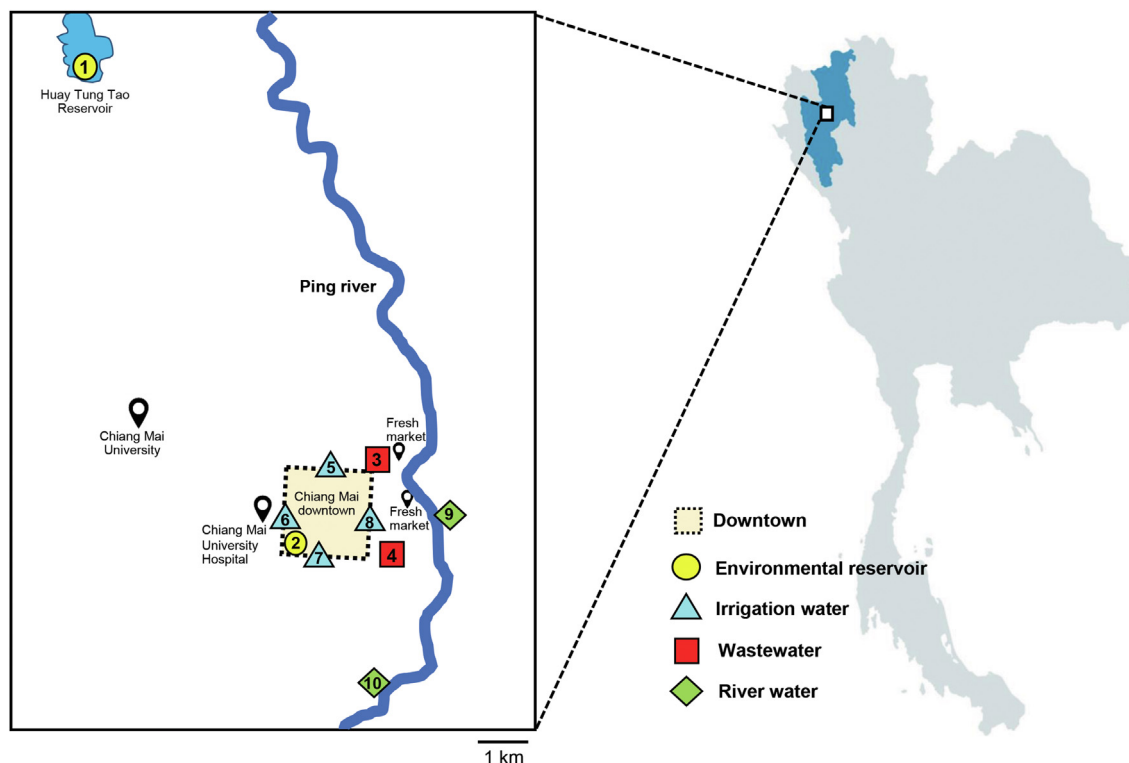 1
Huay Tung Tao
Reservoir
Ping river
Chiang Mai
University
Fresh
market
3
5
Chiang Mai
downtown
6
8
Fresh
market
9
Chiang Mai
University
Hospital
2
7
4
10
1 km
Downtown
Environmental reservoir
Irrigation water
Wastewater
River water